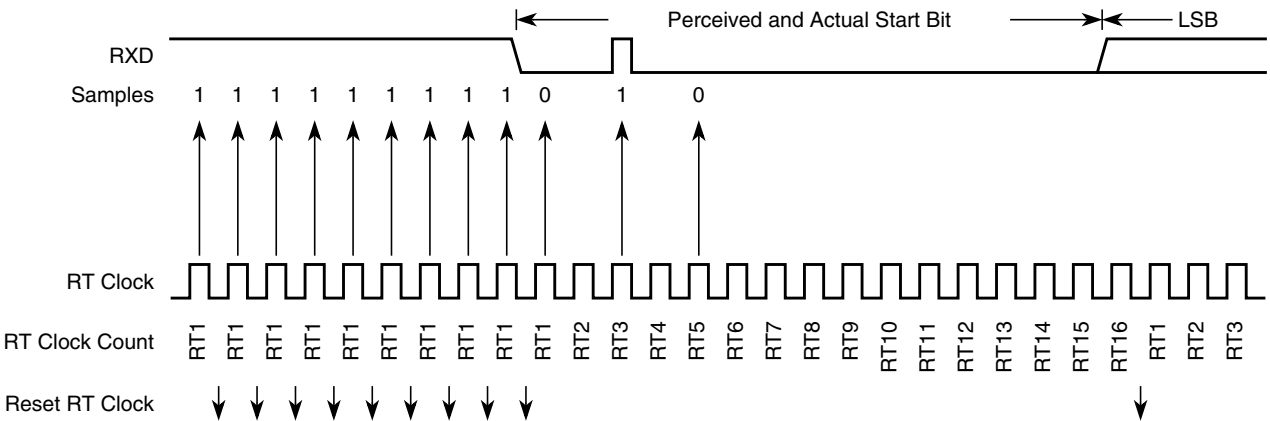 Perceived and Actual Start Bit LSB
RXD
Samples 1 1 1 1 1 1 1 1 1 0 1 0
RT Clock
RT Clock Count RT1 RT1 RT1 RT1 RT1 RT1 RT1 RT1 RT1 RT1 RT2 RT3 RT4 RT5 RT6 RT7 RT8 RT9 RT10 RT11 RT12 RT13 RT14 RT15 RT16 RT1 RT2 RT3
Reset RT Clock